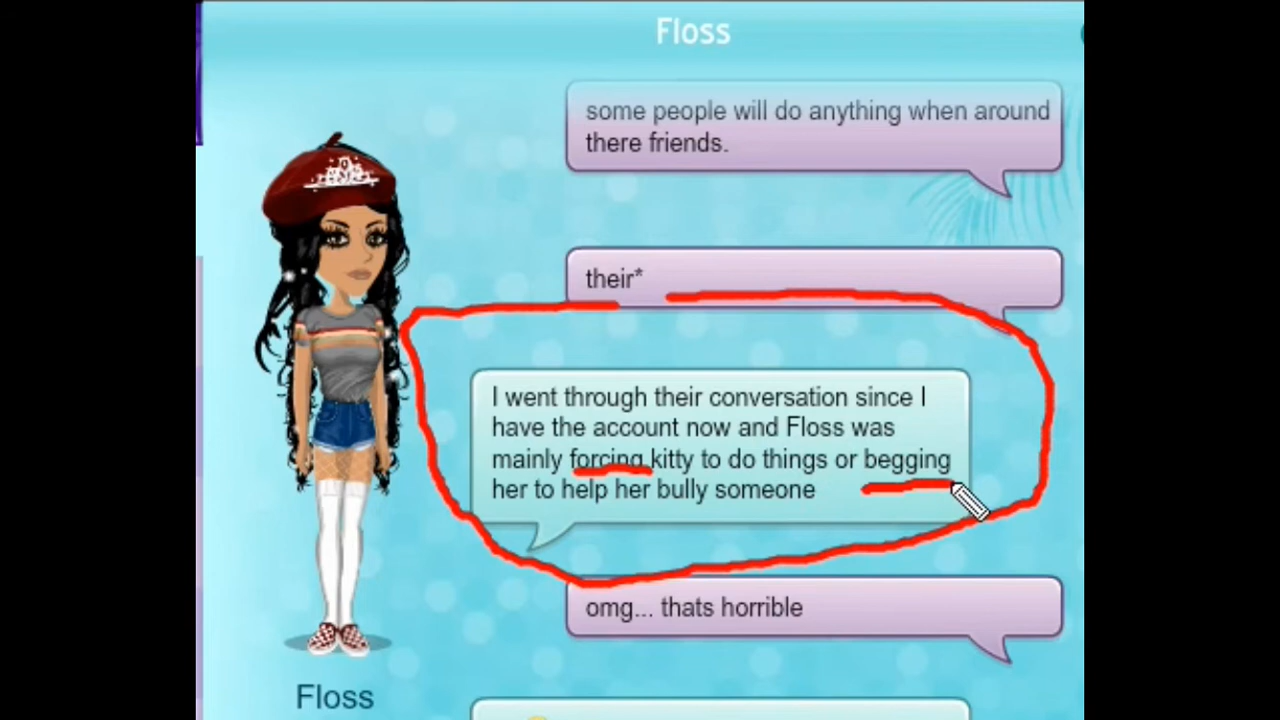 Floss
some people will do anything when around
there friends.
their*
I went through their conversation since I
have the account now and Floss was
mainly forcing kitty to do things or begging
her to help her bully someone
omg... thats horrible
Floss